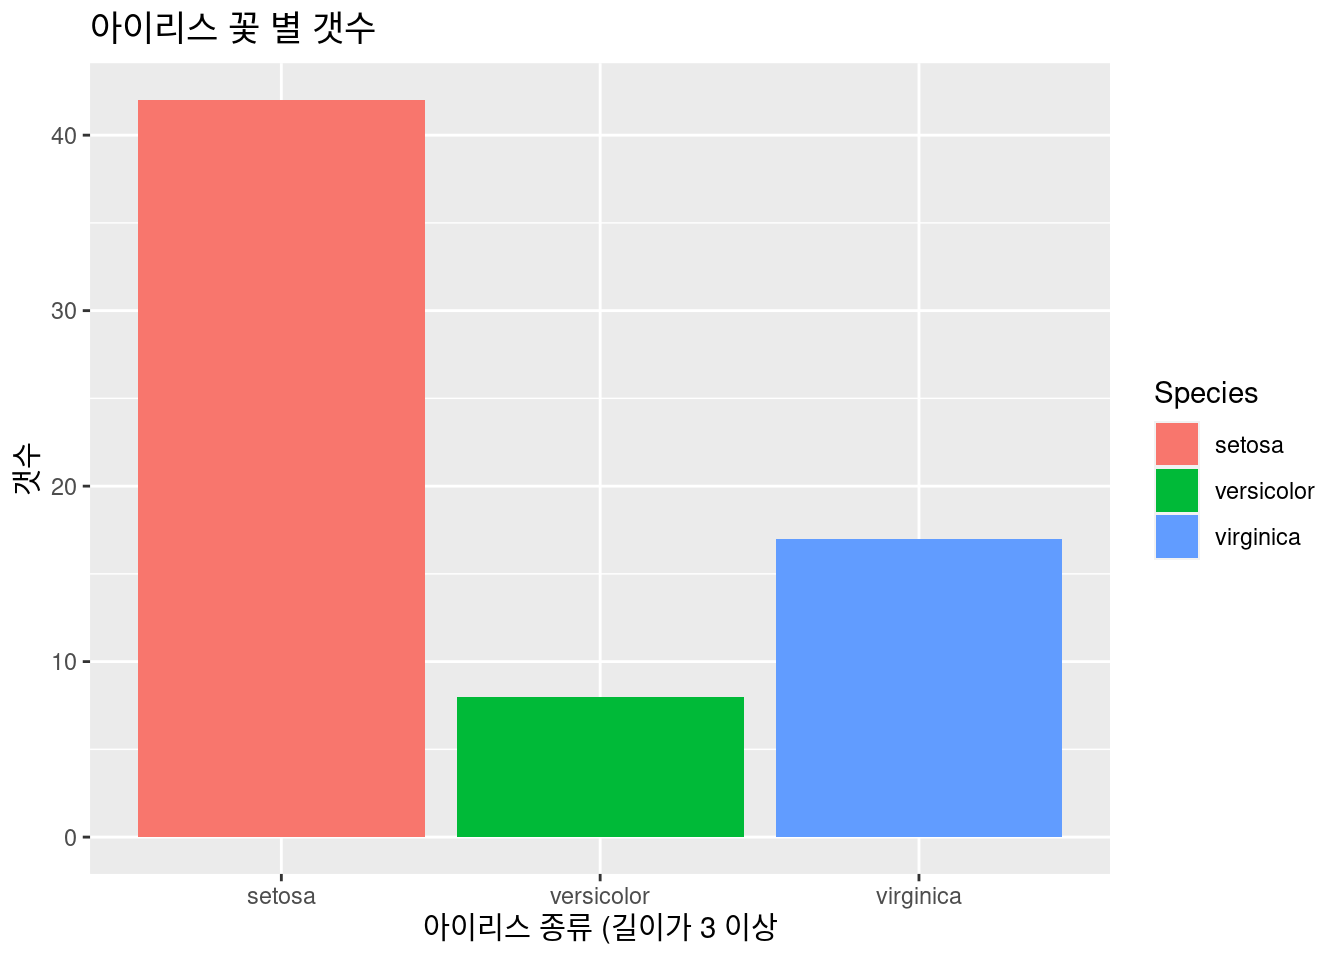 아이리스 꽃 별 갯수
갯수
40
30
20
10
0
setosa versicolor virginica
아이리스 종류 (길이가 3 이상
Species
setosa
versicolor
virginica